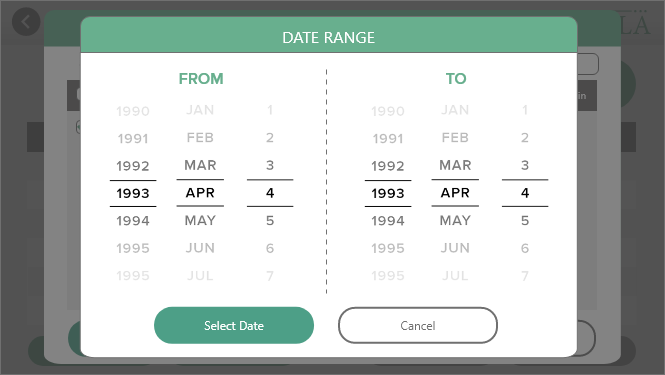 LA
DATE RANGE
FROM TO
1990 JAN 1 1990 JAN 1
1991 FEB 2 1991 FEB 2
1992 MAR 3 1992 MAR 3
1993 APR 4 1993 APR 4
1994 MAY 5 1994 MAY 5
1995 JUN 6 1995 JUN 6
1995 JUL 7 1995 JUL 7
Select Date Cancel